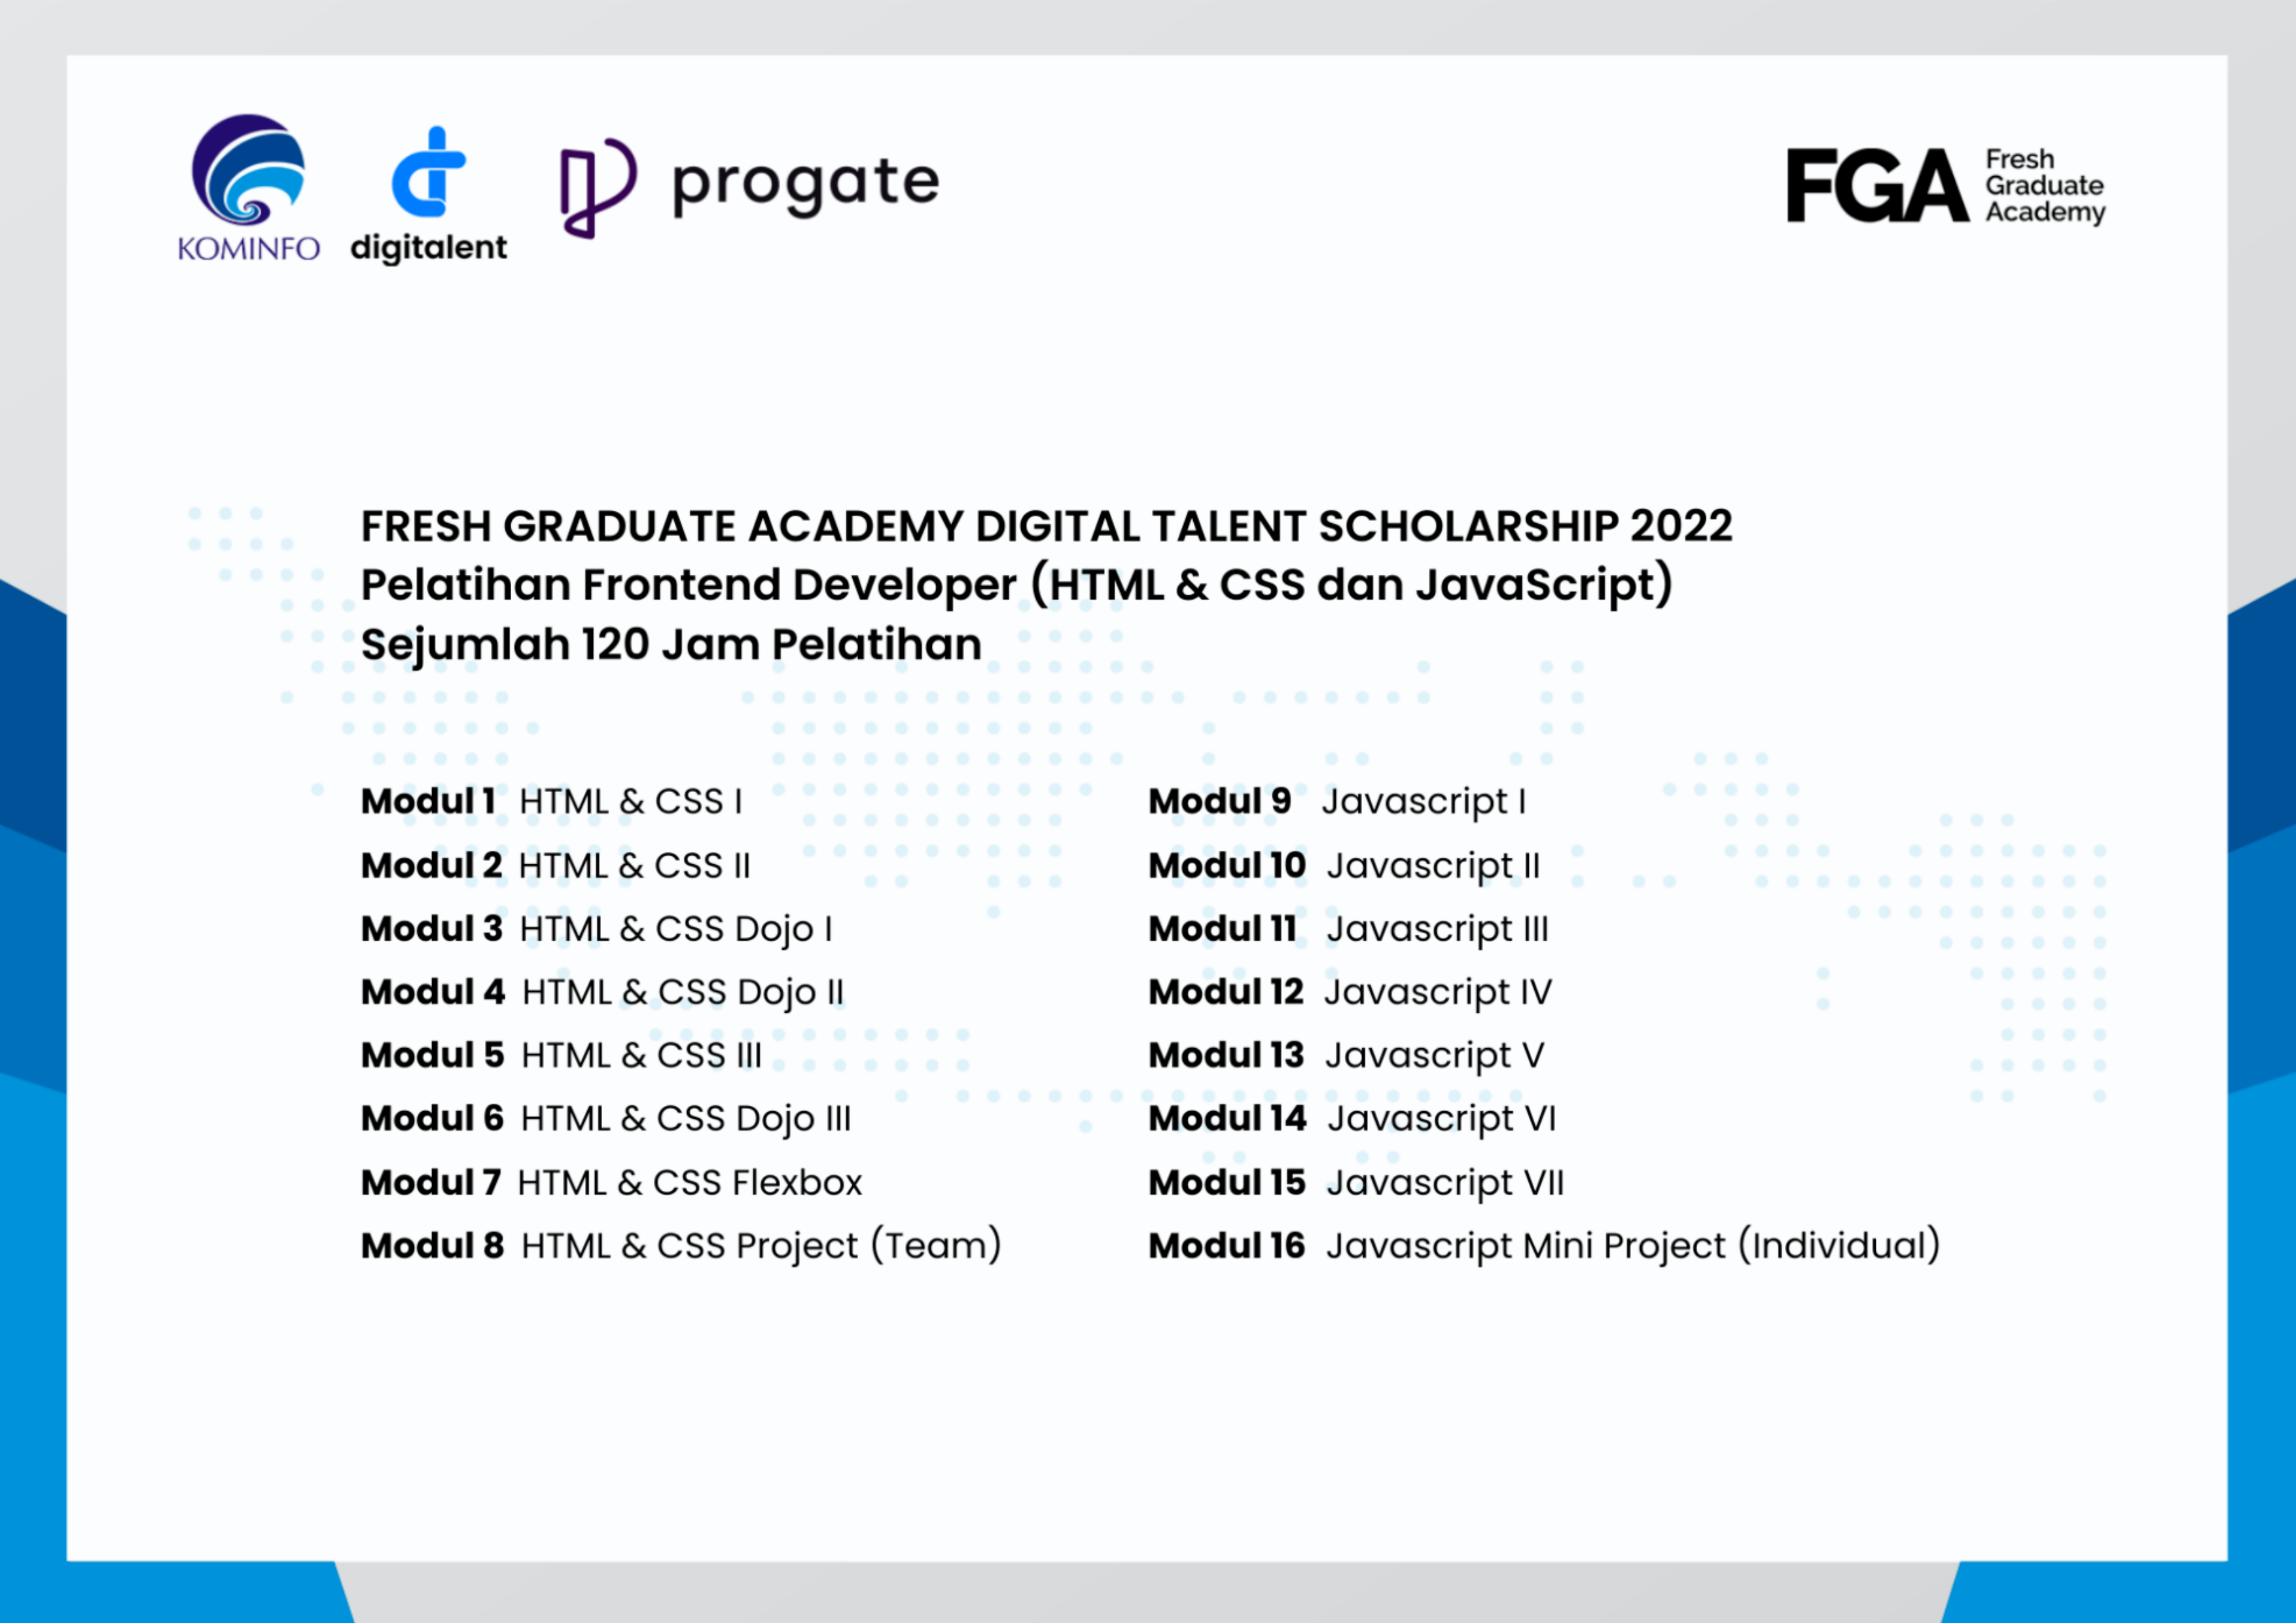 KOMINFO
digitalent
progate
FGA
Fresh
Graduate
Academy
FRESH GRADUATE ACADEMY DIGITAL TALENT SCHOLARSHIP 2022
Pelatihan Frontend Developer (HTML & CSS dan JavaScript)
Sejumlah 120 Jam Pelatihan
Modul 1 HTML & CSS I
Modul 2 HTML & CSS II
Modul 3 HTML & CSS Dojo I
Modul 4 HTML & CSS Dojo II
Modul 5 HTML & CSS III
Modul 6 HTML & CSS Dojo III
Modul 7 HTML & CSS Flexbox
Modul 8 HTML & CSS Project (Team)
Modul 9 Javascript I
Modul 10 Javascript II
Modul 11 Javascript III
Modul 12 Javascript IV
Modul 13 Javascript V
Modul 14 Javascript VI
Modul 15 Javascript VII
Modul 16 Javascript Mini Project (Individual)